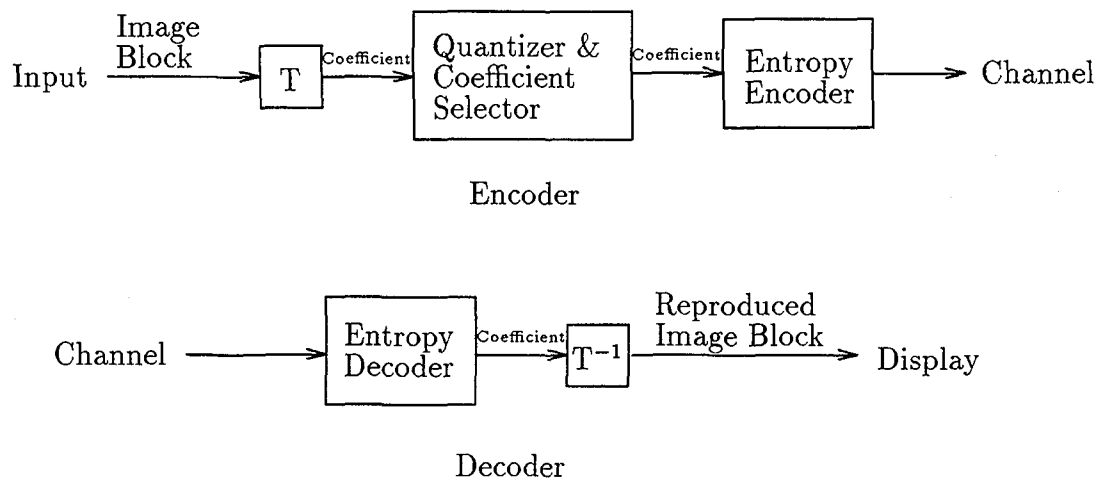 Image
Block
Input
T
Coefficient
Quantizer &
Coefficient
Selector
Coefficient
Entropy
Encoder
Channel
Encoder
Channel
Entropy
Decoder
Coefficient
T⁻¹
Reproduced
Image Block
Display
Decoder